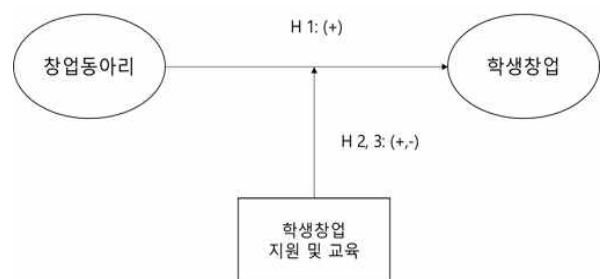 H 1: (+)
창업동아리
학생창업
H 2, 3: (+,-)
학생창업
지원 및 교육